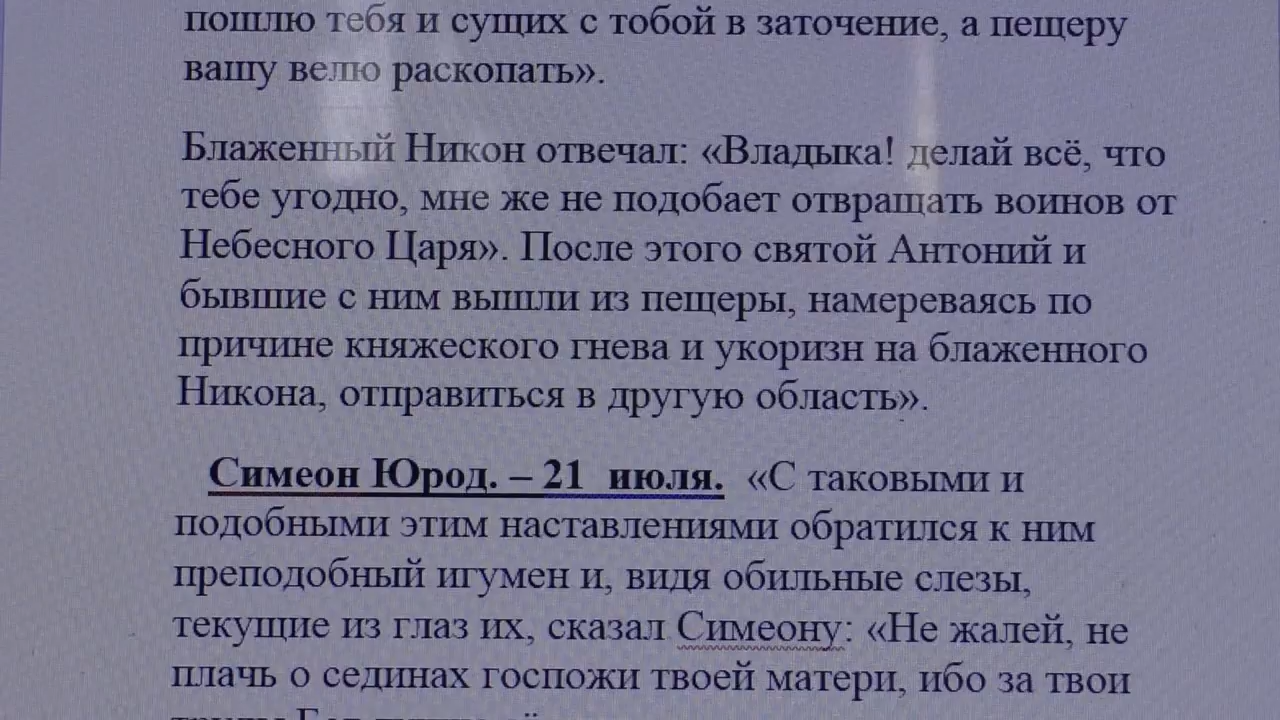 пошлю тебя и сущих с тобой в заточение, а пещеру
вашу велю раскопать».
Блаженный Никон отвечал: «Владыка! делай всё, что
тебе угодно, мне же не подобает отвращать воинов от
Небесного Царя». После этого святой Антоний и
бывшие с ним вышли из пещеры, намереваясь по
причине княжеского гнева и укоризн на блаженного
Никона, отправиться в другую область».
Симеон Юрод. – 21 июля. «С таковыми и
подобными этим наставлениями обратился к ним
преподобный игумен и, видя обильные слезы,
текущие из глаз их, сказал Симеону: «Не жалей, не
плачь о сединах госпожи твоей матери, ибо за твои